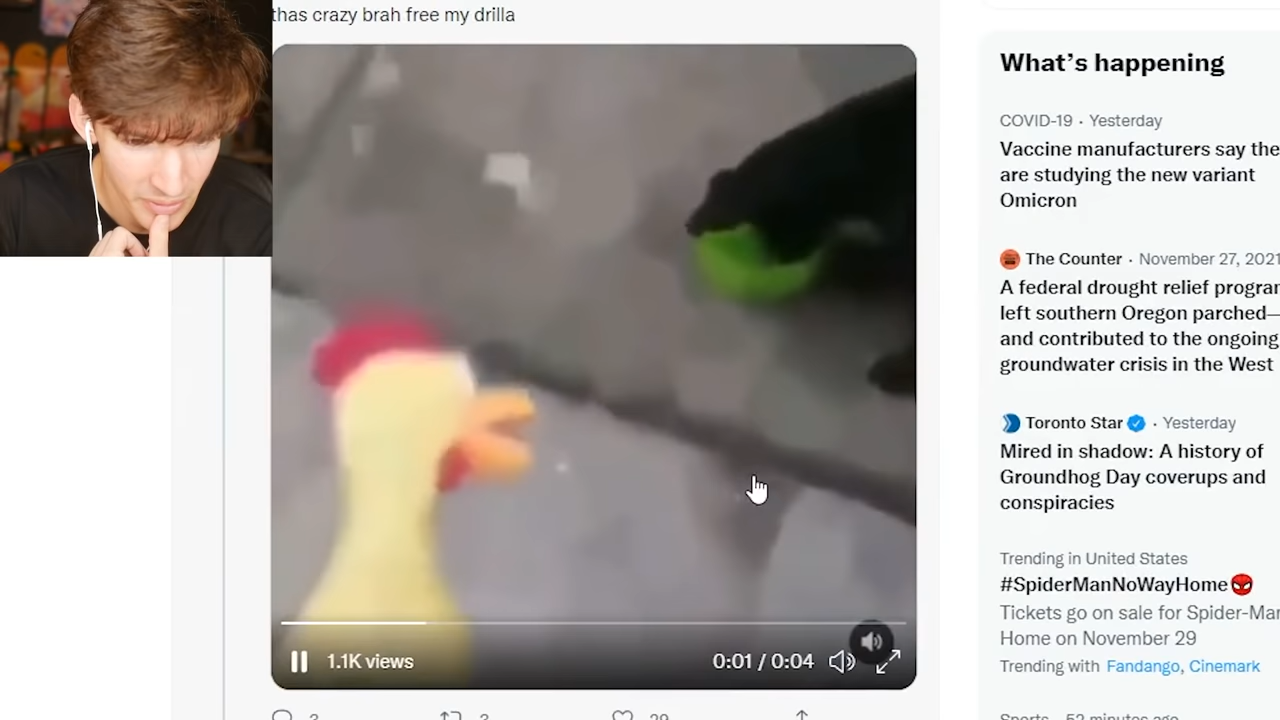 thas crazy brah free my drilla
1.1K views
0:01 / 0:04
3
3
29
What's happening
COVID-19 · Yesterday
Vaccine manufacturers say the
are studying the new variant
Omicron
The Counter · November 27, 2021
A federal drought relief progra
left southern Oregon parched—
and contributed to the ongoing
groundwater crisis in the West
Toronto Star · Yesterday
Mired in shadow: A history of
Groundhog Day coverups and
conspiracies
Trending in United States
#SpiderManNoWayHome
Tickets go on sale for Spider-Ma
Home on November 29
Trending with Fandango, Cinemark
Sports · 52 minutes ago